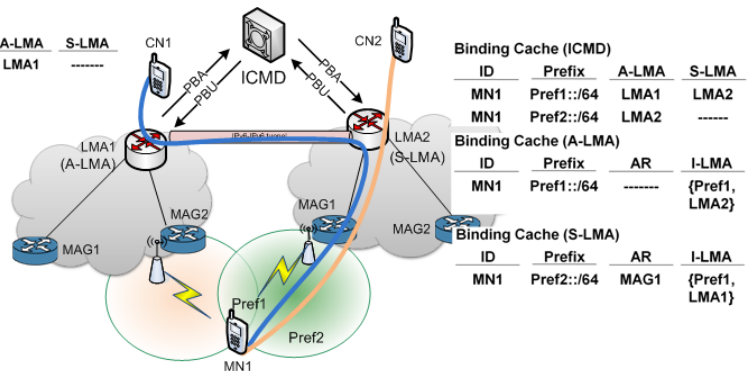 A-LMA S-LMA
LMA1 -------
CN1
ICMD
CN2
PBA
PBU
PBU
PBA
LMA1
(A-LMA)
IPv6-IPv6 tunnel
LMA2
(S-LMA)
MAG1
MAG2
MAG1
MAG2
Pref1
Pref2
MN1
Binding Cache (ICMD)
ID Prefix A-LMA S-LMA
MN1 Pref1::/64 LMA1 LMA2
MN1 Pref2::/64 LMA2 ------
Binding Cache (A-LMA)
ID Prefix AR I-LMA
MN1 Pref1::/64 ------- {Pref1,
LMA2}
Binding Cache (S-LMA)
ID Prefix AR I-LMA
MN1 Pref2::/64 MAG1 {Pref1,
LMA1}